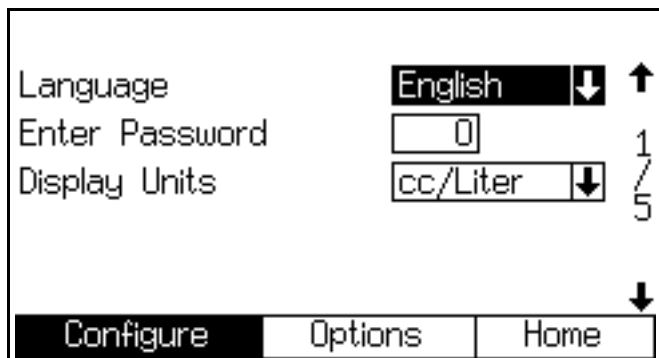 Language English
Enter Password 0
Display Units cc/Liter
1/5
Configure Options Home